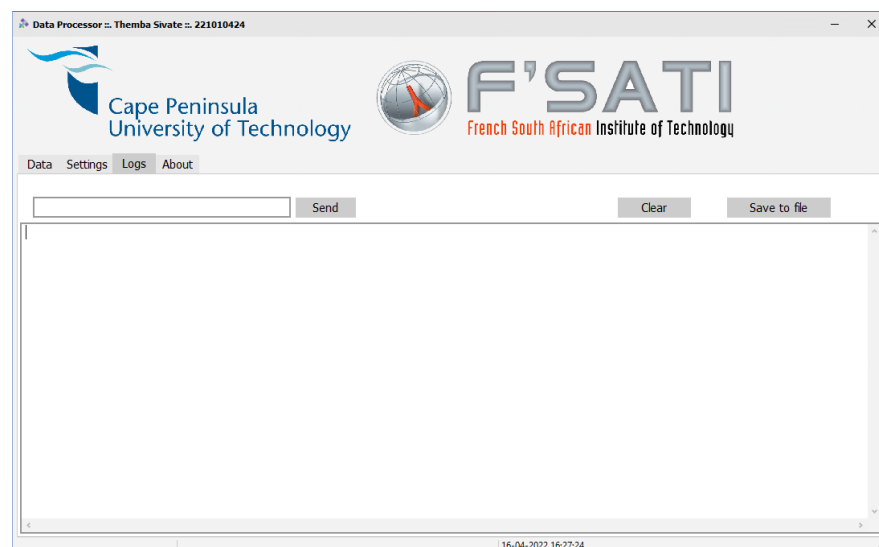 Data Processor ::. Themba Sivate ::. 221010424
Cape Peninsula
University of Technology
F'SATI
French South African Institute of Technology
Data Settings Logs About
Send Clear Save to file
16-04-2022 16:27:24